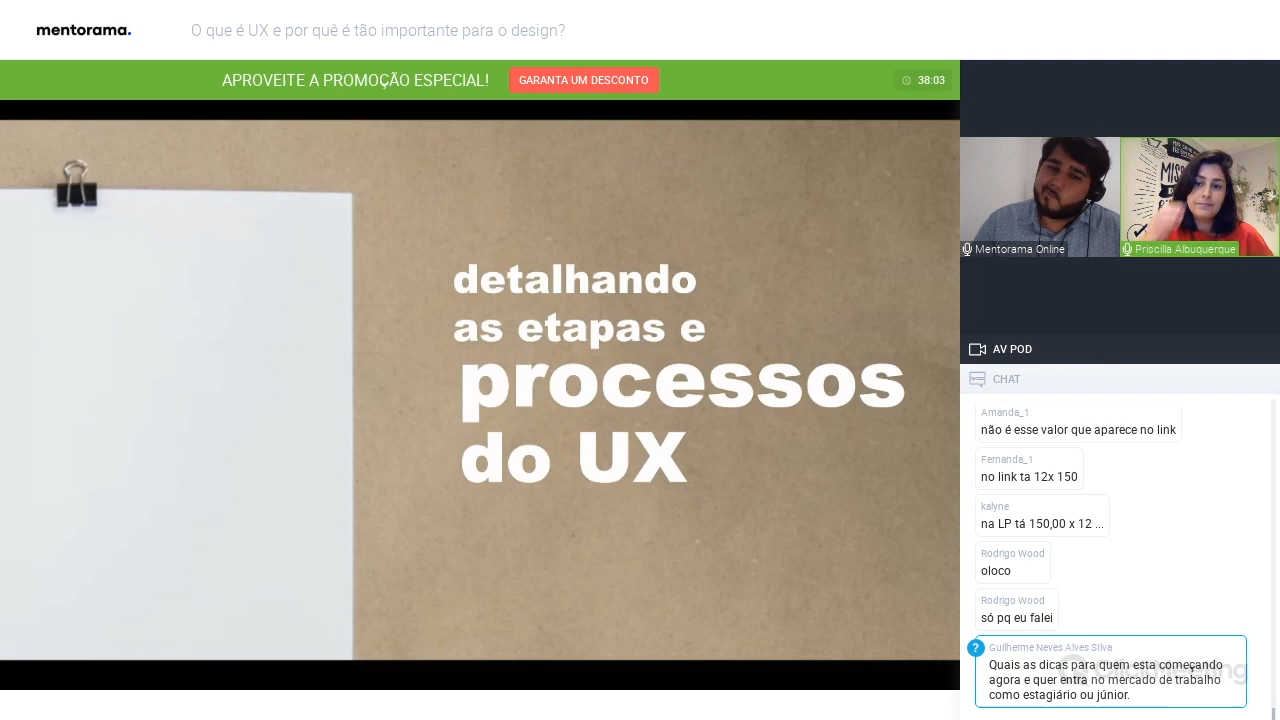 mentorama.
O que é UX e por quê é tão importante para o design?
APROVEITE A PROMOÇÃO ESPECIAL!
GARANTA UM DESCONTO
38:03
detalhando
as etapas e
processos
do UX
Mentorama Online
Priscilla Albuquerque
AV POD
CHAT
Amanda_1
não é esse valor que aparece no link
Fernanda_1
no link ta 12x 150
kalyne
na LP tá 150,00 x 12 ...
Rodrigo Wood
oloco
Rodrigo Wood
só pq eu falei
?
Guilherme Neves Alves SIlva
Quais as dicas para quem esta começando
agora e quer entra no mercado de trabalho
como estagiário ou júnior.
ClickMeeting